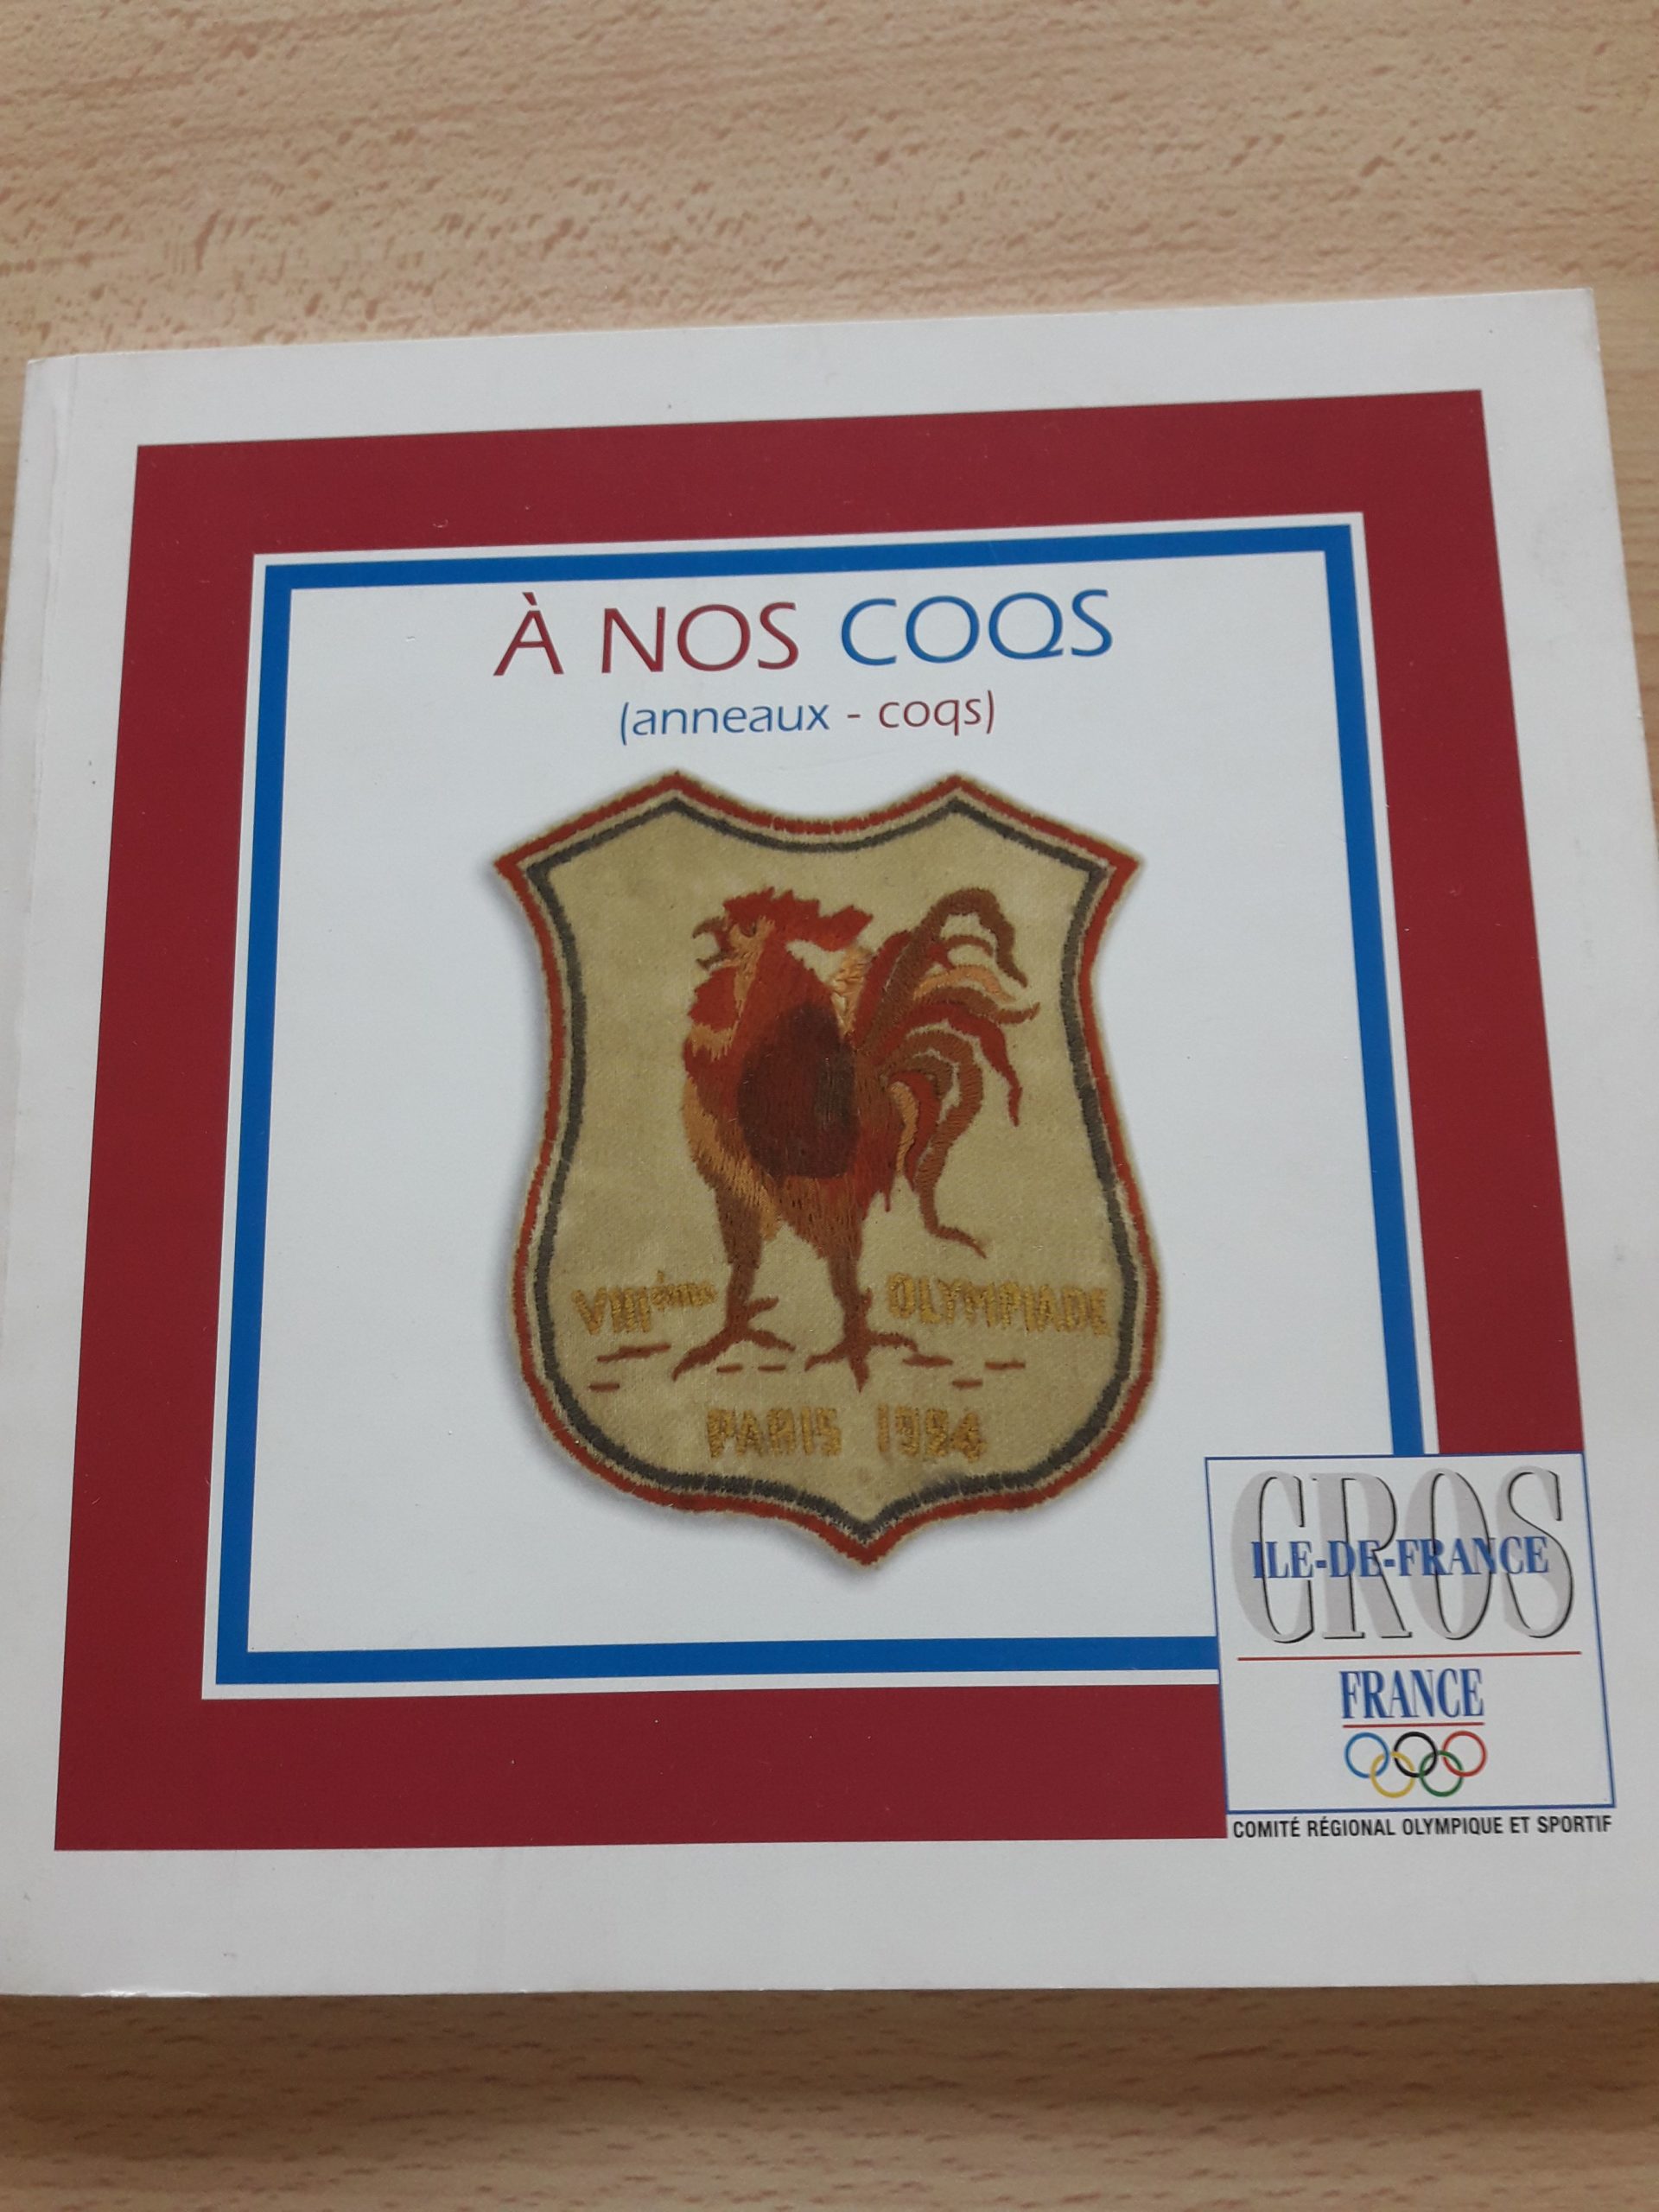 À NOS COQS
(anneaux - coqs)
VIIIème OLYMPIADE
PARIS 1924
CROS
ILE-DE-FRANCE
FRANCE
COMITÉ RÉGIONAL OLYMPIQUE ET SPORTIF